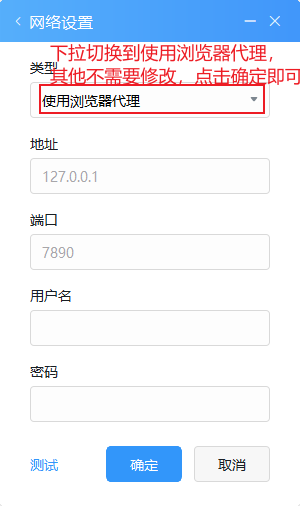 网络设置
下拉切换到使用浏览器代理，
类型
其他不需要修改，点击确定即可
使用浏览器代理
地址
127.0.0.1
端口
7890
用户名
密码
测试
确定
取消